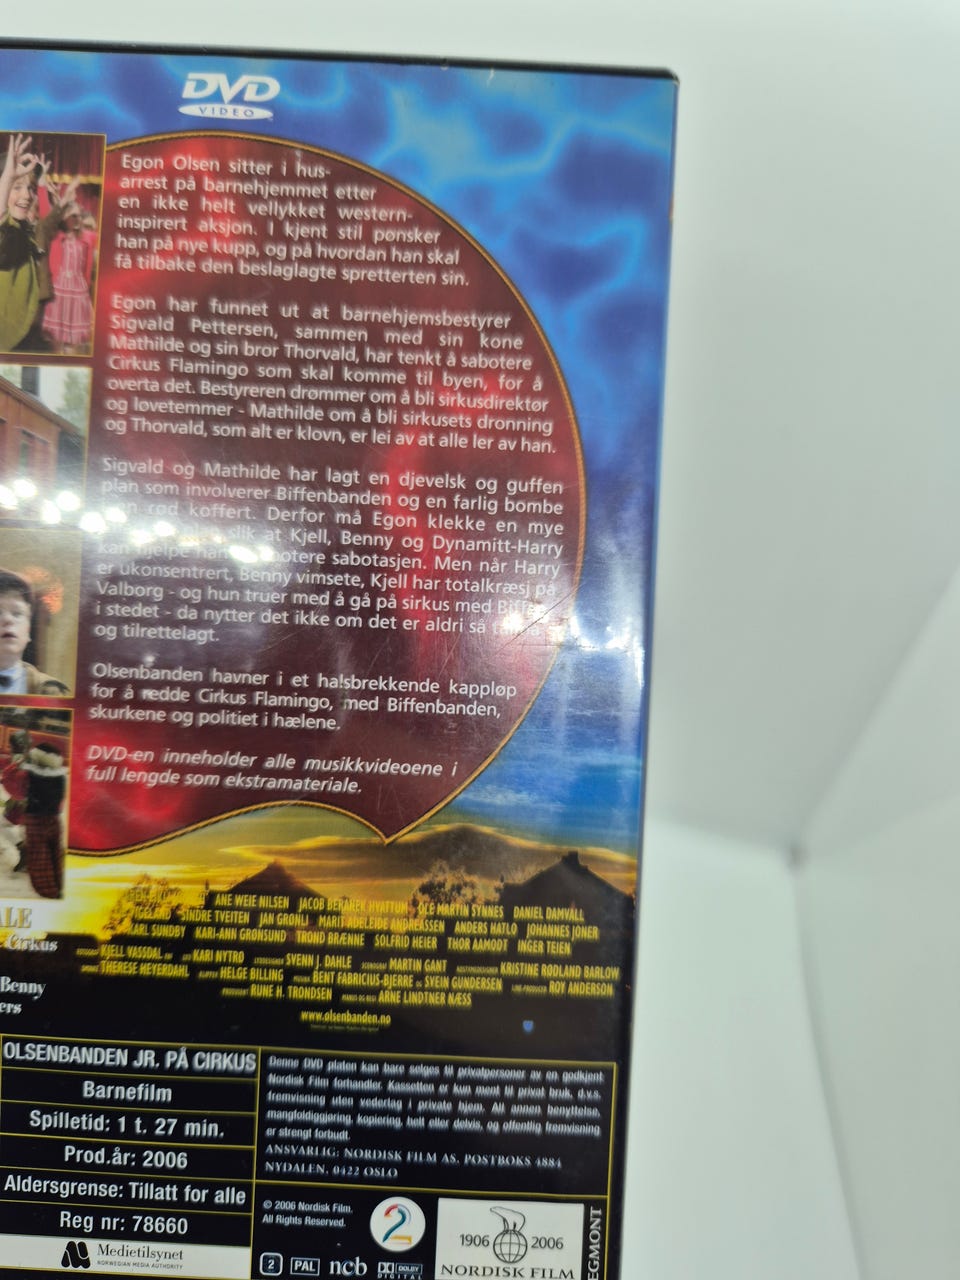 DVD
VIDEO
Egon Olsen sitter i hus-
arrest på barnehjemmet etter
en ikke helt vellykket western-
inspirert aksjon. I kjent stil pønsker
han på nye kupp, og på hvordan han skal
få tilbake den beslaglagte spretterten sin.
Egon har funnet ut at barnehjemsbestyrer
Sigvald Pettersen, sammen med sin kone
Mathilde og sin bror Thorvald, har tenkt å sabotere
Cirkus Flamingo som skal komme til byen, for å
overta det. Bestyreren drømmer om å bli sirkusdirektør
og løvetemmer - Mathilde om å bli sirkusets dronning
og Thorvald, som alt er klovn, er lei av at alle ler av han.
Sigvald og Mathilde har lagt en djevelsk og guffen
plan som involverer Biffenbanden og en farlig bombe
rød koffert. Derfor må Egon klekke en mye
slik at Kjell, Benny og Dynamitt-Harry
kan hjelpe sabotasjen. Men når Harry
er ukonsentrert, Benny vimsete, Kjell har totalkræsj på
Valborg - og hun truer med å gå på sirkus med
i stedet - da nytter det ikke om det er aldri så
og tilrettelagt.
Olsenbanden havner i et halsbrekkende kappløp
for å redde Cirkus Flamingo, med Biffenbanden,
skurkene og politiet i hælene.
DVD-en inneholder alle musikkvideoene i
full lengde som ekstramateriale.
ANE WEIE NILSEN JACOB BERANEK HVATTUM OLE MARTIN SYNNES DANIEL DAMVALL
ICELAND SINDRE TVEITEN JAN GRØNLI MARIT ADELEIDE ANDREASSEN ANDERS HATLO JOHANNES JONER
KARL SUNDBY KARI-ANN GRØNSUND TROND BRÆNNE SOLFRID HEIER THOR AAMODT INGER TEIEN
KJELL VASSDAL KARI NYTRO SVENN J. DAHLE MARTIN GANT KRISTINE RØDLAND BARLOW
THERESE HEYERDAHL HELGE BILLING BENT FABRICIUS-BJERRE SVEIN GUNDERSEN ROY ANDERSON
RUNE H. TRONDSEN ARNE LINDTNER NÆSS
www.olsenbanden.no
Cirkus
Benny
OLSENBANDEN JR. PÅ CIRKUS
Barnefilm
Spilletid: 1 t. 27 min.
Prod.år: 2006
Aldersgrense: Tillatt for alle
Reg nr: 78660
Medietilsynet
NORWEGIAN MEDIA AUTHORITY
Denne DVD platen kan bare selges til privatpersoner av en godkjent
Nordisk Film forhandler. Kassetten er kun ment til privat bruk, d.v.s.
fremvisning uten vederlag i private hjem. All annen benyttelse,
mangfoldiggjøring, kopiering, helt eller delvis, og offentlig fremvisning
er strengt forbudt.
ANSVARLIG: NORDISK FILM AS, POSTBOKS 4884
NYDALEN, 0422 OSLO
© 2006 Nordisk Film.
All Rights Reserved.
2
2 PAL ncb DOLBY
DIGITAL
1906 2006
NORDISK FILM
EGMONT